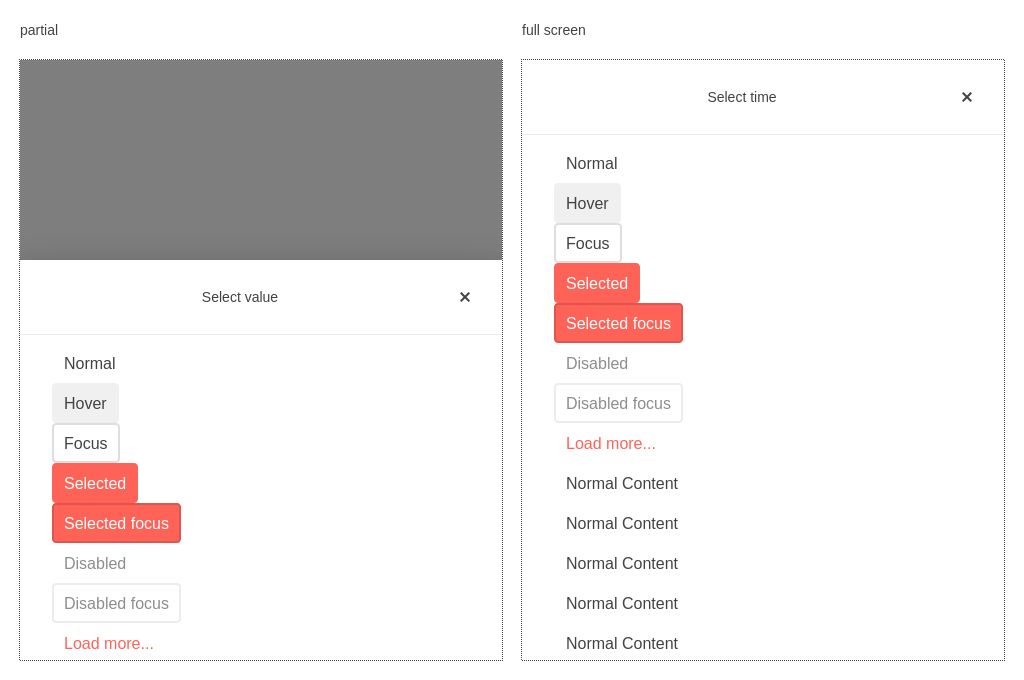 partial
Select value
Normal
Hover
Focus
Selected
Selected focus
Disabled
Disabled focus
Load more...
full screen
Select time
Normal
Hover
Focus
Selected
Selected focus
Disabled
Disabled focus
Load more...
Normal Content
Normal Content
Normal Content
Normal Content
Normal Content